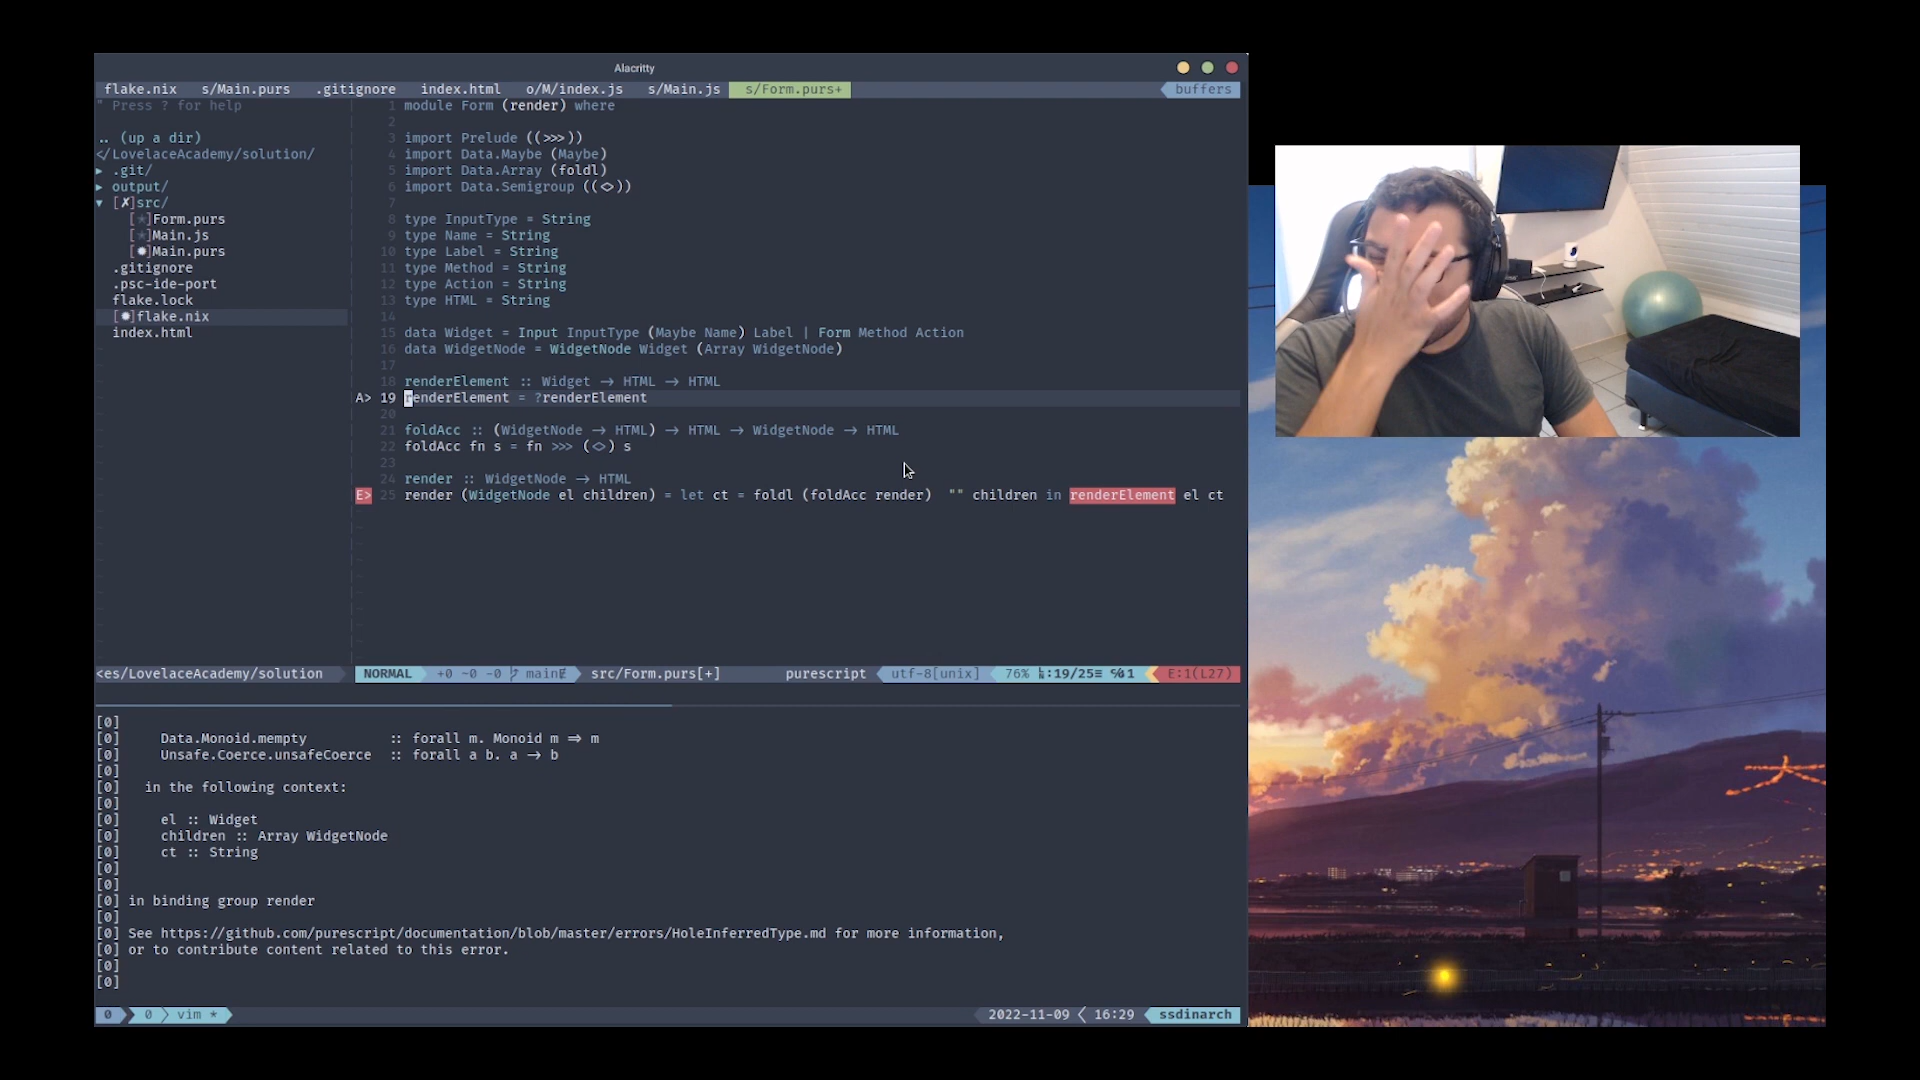 Alacritty
flake.nix s/Main.purs .gitignore index.html o/M/index.js s/Main.js s/Form.purs+ buffers
" Press ? for help
.. (up a dir)
</LovelaceAcademy/solution/
▸ .git/
▸ output/
▾ [✗]src/
[★]Form.purs
[★]Main.js
[✹]Main.purs
.gitignore
.psc-ide-port
flake.lock
[✹]flake.nix
index.html
1 module Form (render) where
2
3 import Prelude ((>>>))
4 import Data.Maybe (Maybe)
5 import Data.Array (foldl)
6 import Data.Semigroup ((<>))
7
8 type InputType = String
9 type Name = String
10 type Label = String
11 type Method = String
12 type Action = String
13 type HTML = String
14
15 data Widget = Input InputType (Maybe Name) Label | Form Method Action
16 data WidgetNode = WidgetNode Widget (Array WidgetNode)
17
18 renderElement :: Widget → HTML → HTML
A> 19 renderElement = ?renderElement
20
21 foldAcc :: (WidgetNode → HTML) → HTML → WidgetNode → HTML
22 foldAcc fn s = fn >>> (<>) s
23
24 render :: WidgetNode → HTML
E> 25 render (WidgetNode el children) = let ct = foldl (foldAcc render) "" children in renderElement el ct
<es/LovelaceAcademy/solution NORMAL +0 ~0 -0 main src/Form.purs[+] purescript utf-8[unix] 76% :19/25≡ 1 E:1(L27)
[0]
[0] Data.Monoid.mempty :: forall m. Monoid m ⇒ m
[0] Unsafe.Coerce.unsafeCoerce :: forall a b. a → b
[0]
[0] in the following context:
[0]
[0] el :: Widget
[0] children :: Array WidgetNode
[0] ct :: String
[0]
[0]
[0] in binding group render
[0]
[0] See https://github.com/purescript/documentation/blob/master/errors/HoleInferredType.md for more information,
[0] or to contribute content related to this error.
[0]
[0]
0 0 vim * 2022-11-09 16:29 ssdinarch